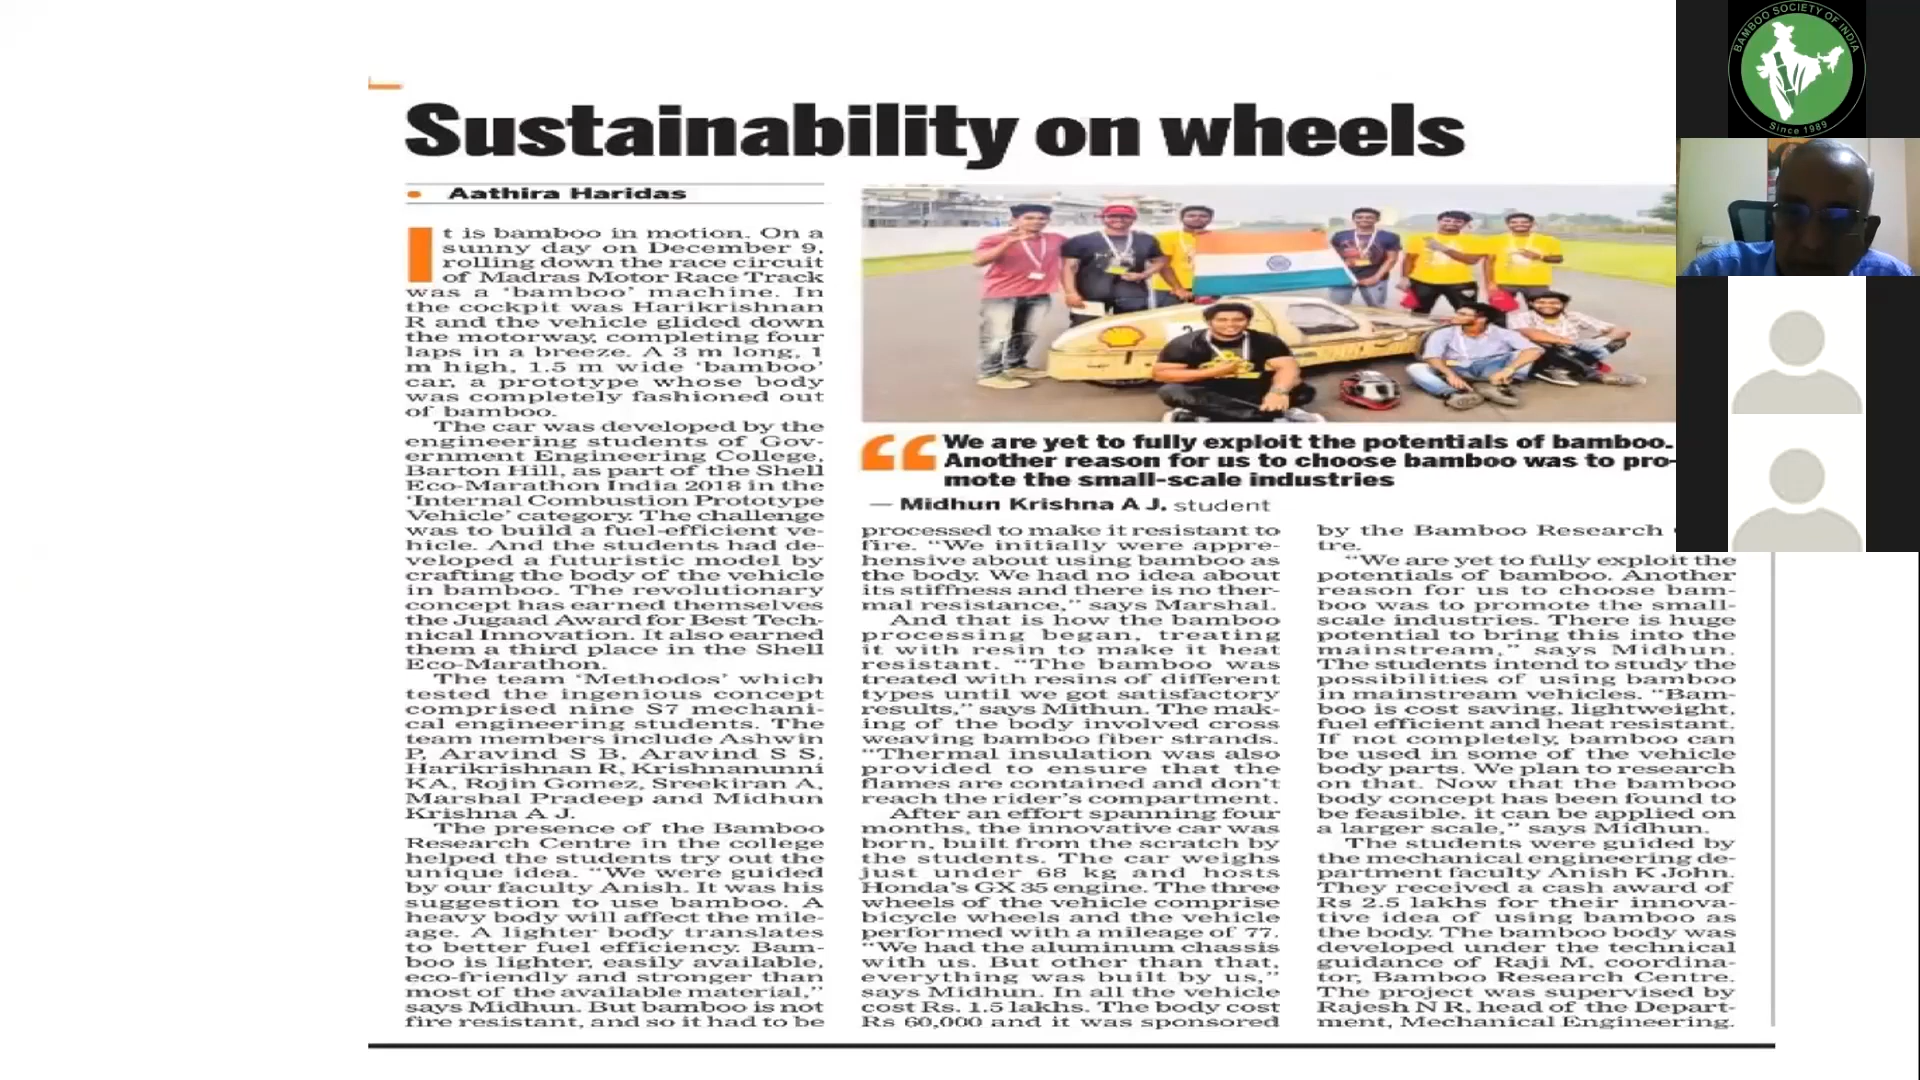 Sustainability on wheels
• Aathira Haridas
It is bamboo in motion. On a
sunny day on December 9,
rolling down the race circuit
of Madras Motor Race Track
was a ‘bamboo’ machine. In
the cockpit was Harikrishnan
R and the vehicle glided down
the motorway, completing four
laps in a breeze. A 3 m long, 1
m high, 1.5 m wide ‘bamboo’
car, a prototype whose body
was completely fashioned out
of bamboo.
The car was developed by the
engineering students of Gov-
ernment Engineering College,
Barton Hill, as part of the Shell
Eco-Marathon India 2018 in the
‘Internal Combustion Prototype
Vehicle’ category. The challenge
was to build a fuel-efficient ve-
hicle. And the students had de-
veloped a futuristic model by
crafting the body of the vehicle
in bamboo. The revolutionary
concept has earned themselves
the Jugaad Award for Best Tech-
nical Innovation. It also earned
them a third place in the Shell
Eco-Marathon.
The team ‘Methodos’ which
tested the ingenious concept
comprised nine S7 mechani-
cal engineering students. The
team members include Ashwin
P, Aravind S B, Aravind S S,
Harikrishnan R, Krishnanunni
KA, Rojin Gomez, Sreekiran A,
Marshal Pradeep and Midhun
Krishna A J.
The presence of the Bamboo
Research Centre in the college
helped the students try out the
unique idea. “We were guided
by our faculty Anish. It was his
suggestion to use bamboo. A
heavy body will affect the mile-
age. A lighter body translates
to better fuel efficiency. Bam-
boo is lighter, easily available,
eco-friendly and stronger than
most of the available material,”
says Midhun. But bamboo is not
fire resistant, and so it had to be
“We are yet to fully exploit the potentials of bamboo.
Another reason for us to choose bamboo was to pro-
mote the small-scale industries
— Midhun Krishna A J, student
processed to make it resistant to
fire. “We initially were appre-
hensive about using bamboo as
the body. We had no idea about
its stiffness and there is no ther-
mal resistance,” says Marshal.
And that is how the bamboo
processing began, treating
it with resin to make it heat
resistant. “The bamboo was
treated with resins of different
types until we got satisfactory
results,” says Mithun. The mak-
ing of the body involved cross
weaving bamboo fiber strands.
“Thermal insulation was also
provided to ensure that the
flames are contained and don’t
reach the rider’s compartment.
After an effort spanning four
months, the innovative car was
born, built from the scratch by
the students. The car weighs
just under 68 kg and hosts
Honda’s GX 35 engine. The three
wheels of the vehicle comprise
bicycle wheels and the vehicle
performed with a mileage of 77.
“We had the aluminum chassis
with us. But other than that,
everything was built by us,”
says Midhun. In all the vehicle
cost Rs. 1.5 lakhs. The body cost
Rs 60,000 and it was sponsored
by the Bamboo Research
tre.
“We are yet to fully exploit the
potentials of bamboo. Another
reason for us to choose bam-
boo was to promote the small-
scale industries. There is huge
potential to bring this into the
mainstream,” says Midhun.
The students intend to study the
possibilities of using bamboo
in mainstream vehicles. “Bam-
boo is cost saving, lightweight,
fuel efficient and heat resistant.
If not completely, bamboo can
be used in some of the vehicle
body parts. We plan to research
on that. Now that the bamboo
body concept has been found to
be feasible, it can be applied on
a larger scale,” says Midhun.
The students were guided by
the mechanical engineering de-
partment faculty Anish K John.
They received a cash award of
Rs 2.5 lakhs for their innova-
tive idea of using bamboo as
the body. The bamboo body was
developed under the technical
guidance of Raji M, coordina-
tor, Bamboo Research Centre.
The project was supervised by
Rajesh N R, head of the Depart-
ment, Mechanical Engineering.
BAMBOO SOCIETY OF INDIA
Since 1989